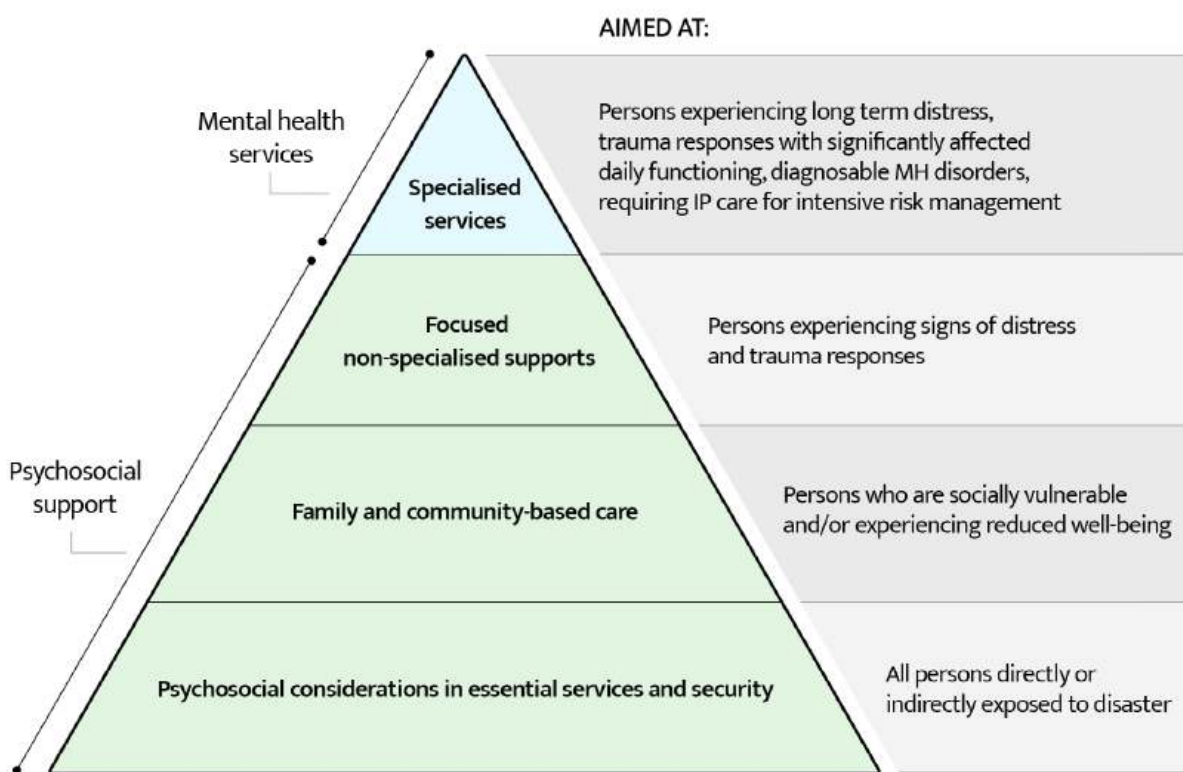 AIMED AT:
Mental health
services
Specialised
services
Persons experiencing long term distress,
trauma responses with significantly affected
daily functioning, diagnosable MH disorders,
requiring IP care for intensive risk management
Focused
non-specialised supports
Persons experiencing signs of distress
and trauma responses
Psychosocial
support
Family and community-based care
Persons who are socially vulnerable
and/or experiencing reduced well-being
Psychosocial considerations in essential services and security
All persons directly or
indirectly exposed to disaster